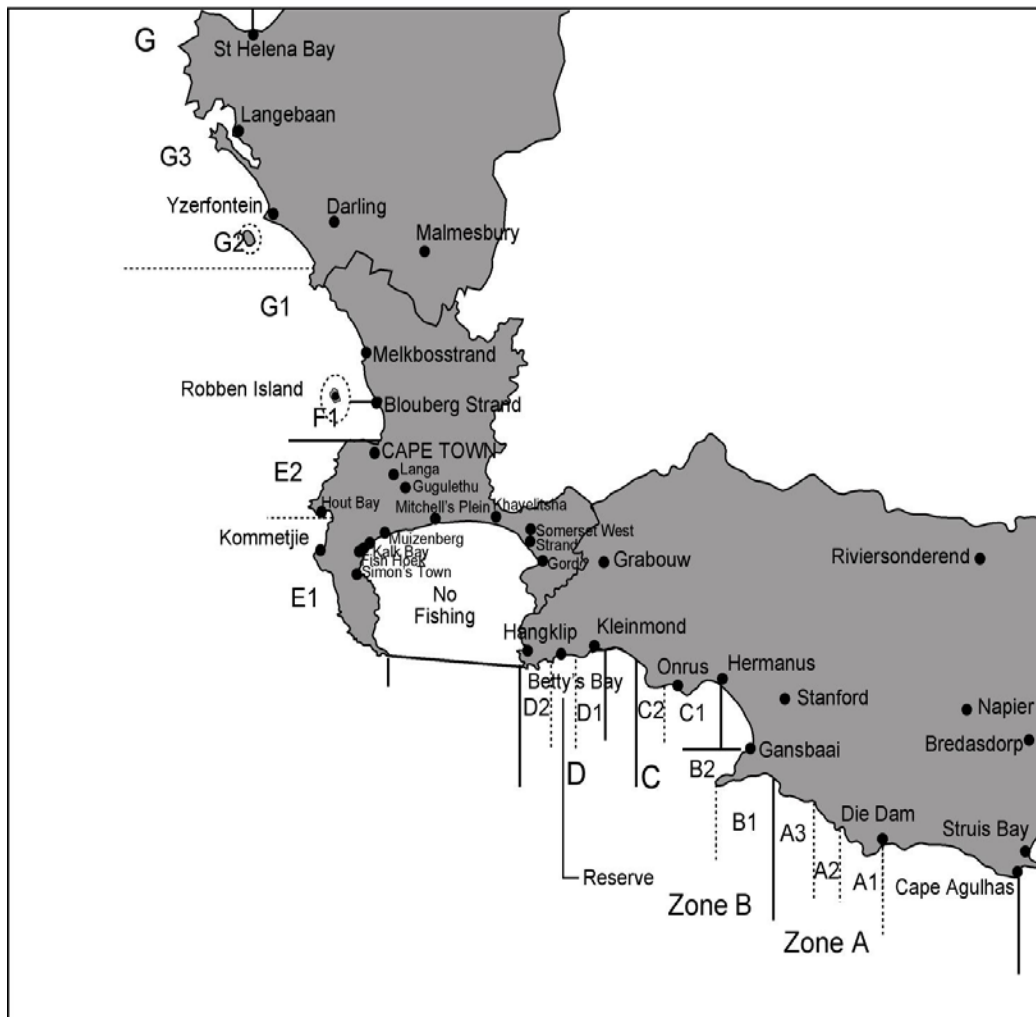 G
St Helena Bay
Langebaan
G3
Yzerfontein
Darling
G2
Malmesbury
G1
Melkbosstrand
Robben Island
Blouberg Strand
F1
CAPE TOWN
E2
Langa
Gugulethu
Hout Bay
Mitchell's Plein
Khayelitsha
Kommetjie
Muizenberg
Somerset West
Strand
Kalk Bay
Fish Hoek
Gordo
Grabouw
Riviersonderend
Simon's Town
E1
No
Fishing
Hangklip
Kleinmond
Onrus
Hermanus
Betty's Bay
Stanford
Napier
D2
D1
C2
C1
Bredasdorp
Gansbaai
D
C
B2
B1
A3
Die Dam
Struis Bay
A2
A1
Cape Agulhas
Reserve
Zone B
Zone A